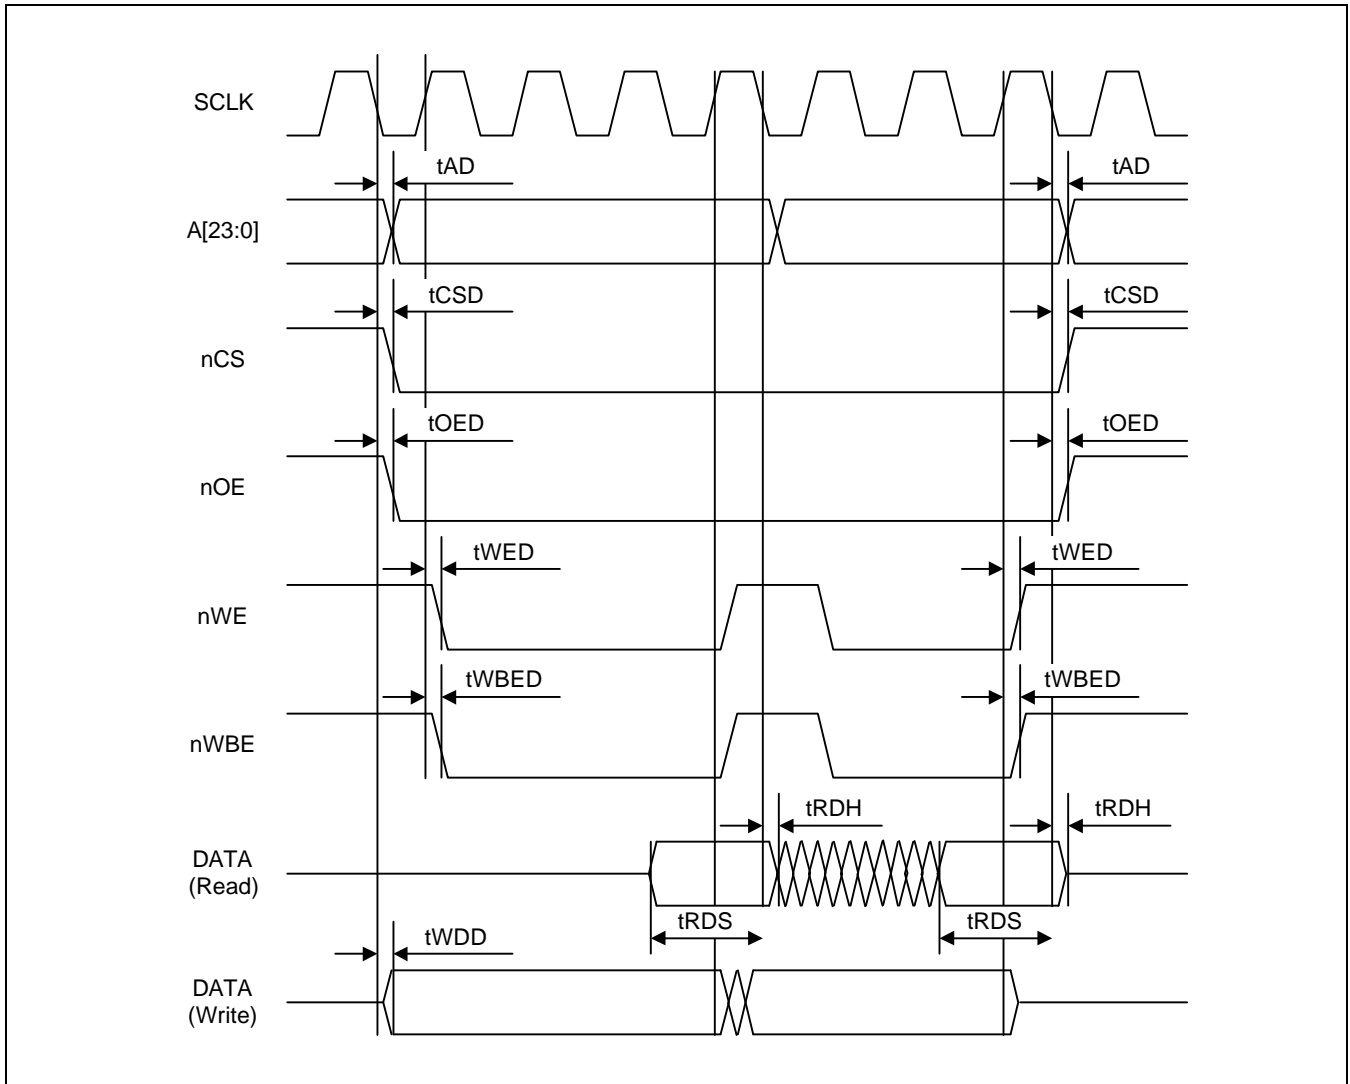 SCLK
tAD tAD
A[23:0]
tCSD tCSD
nCS
tOED tOED
nOE
tWED tWED
nWE
tWBED tWBED
nWBE
tRDH tRDH
DATA
(Read)
tRDS tRDS
tWDD
DATA
(Write)